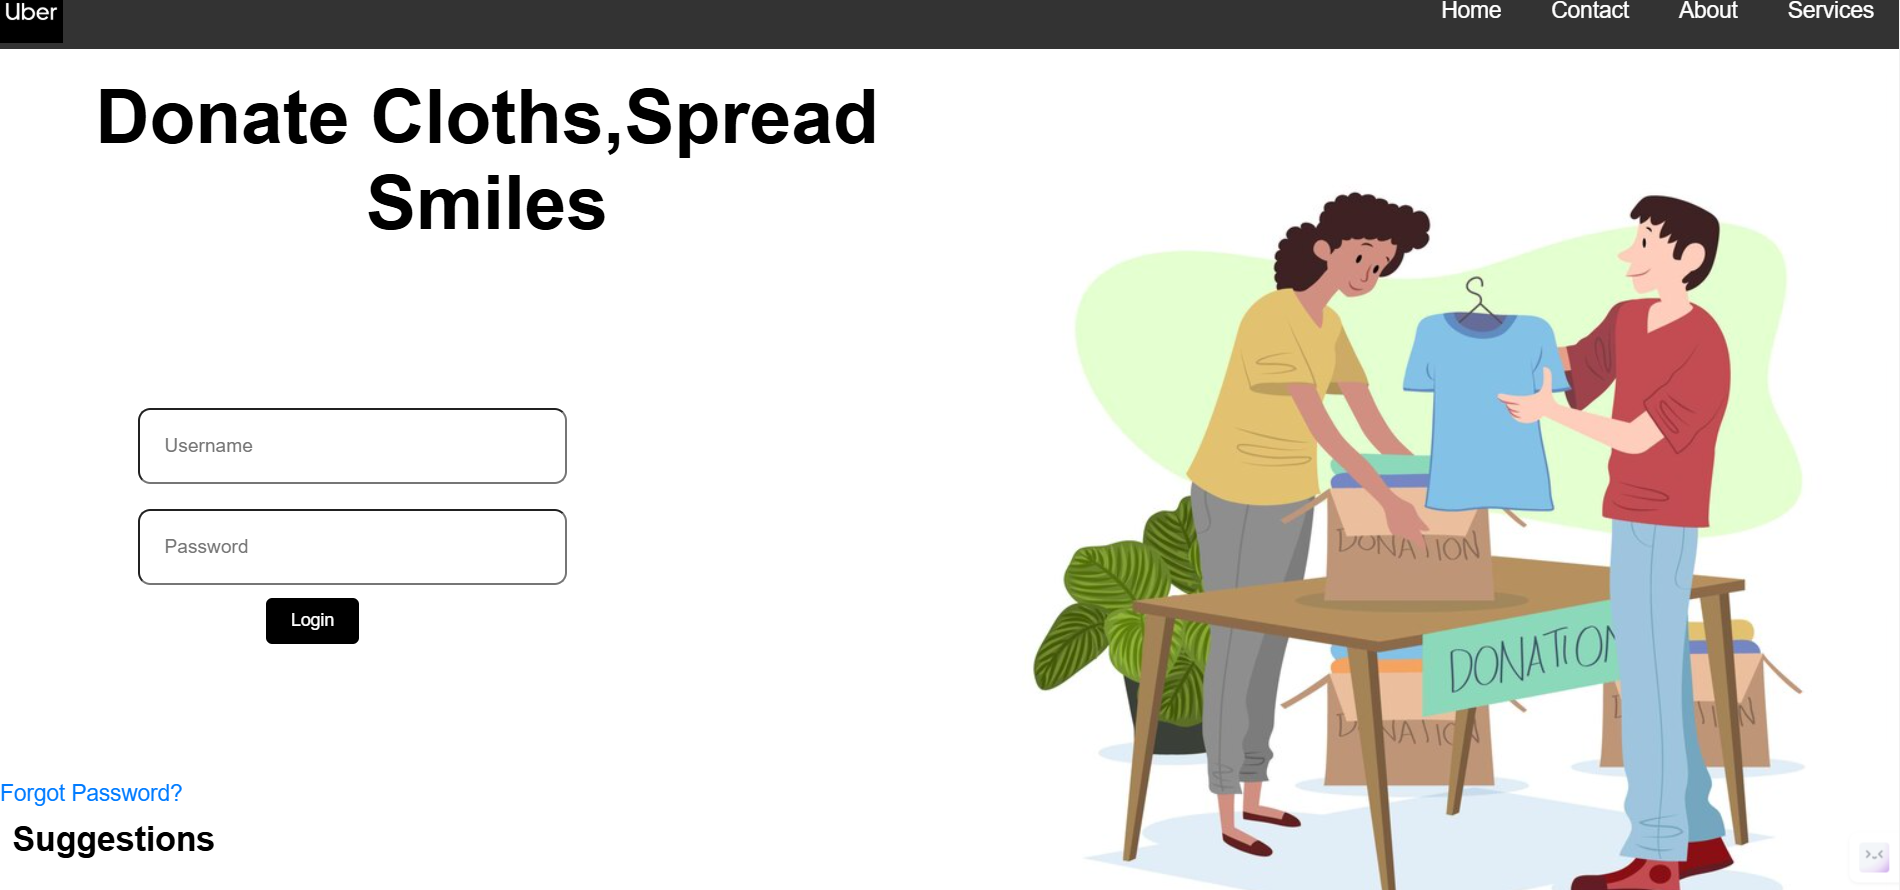 Uber
Home Contact About Services
Donate Cloths,Spread
Smiles
Username
Password
Login
Forgot Password?
Suggestions
DONATION
DONATION
DONATION